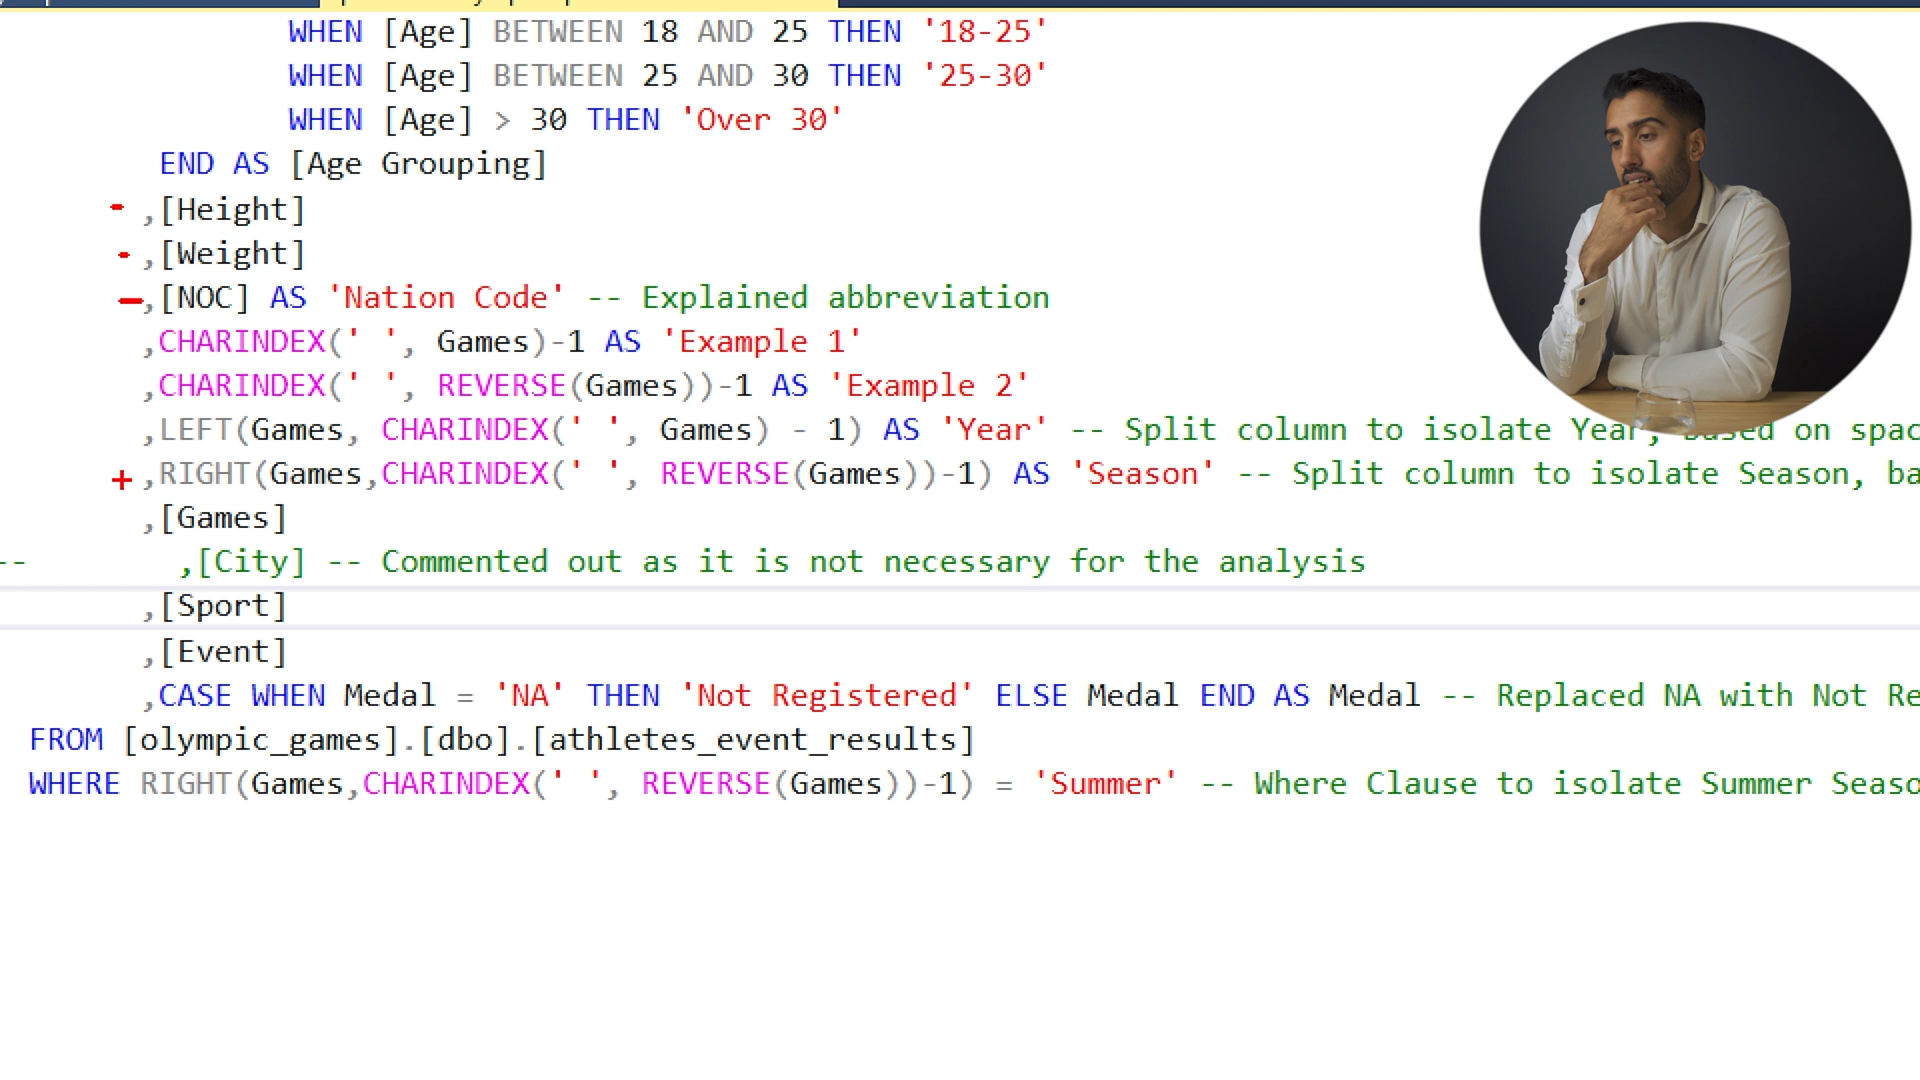 WHEN [Age] BETWEEN 18 AND 25 THEN '18-25'
WHEN [Age] BETWEEN 25 AND 30 THEN '25-30'
WHEN [Age] > 30 THEN 'Over 30'
END AS [Age Grouping]
- ,[Height]
- ,[Weight]
- ,[NOC] AS 'Nation Code' -- Explained abbreviation
,CHARINDEX(' ', Games)-1 AS 'Example 1'
,CHARINDEX(' ', REVERSE(Games))-1 AS 'Example 2'
,LEFT(Games, CHARINDEX(' ', Games) - 1) AS 'Year' -- Split column to isolate Year, based on spac
+ ,RIGHT(Games,CHARINDEX(' ', REVERSE(Games))-1) AS 'Season' -- Split column to isolate Season, ba
,[Games]
-- ,[City] -- Commented out as it is not necessary for the analysis
,[Sport]
,[Event]
,CASE WHEN Medal = 'NA' THEN 'Not Registered' ELSE Medal END AS Medal -- Replaced NA with Not Re
FROM [olympic_games].[dbo].[athletes_event_results]
WHERE RIGHT(Games,CHARINDEX(' ', REVERSE(Games))-1) = 'Summer' -- Where Clause to isolate Summer Seaso